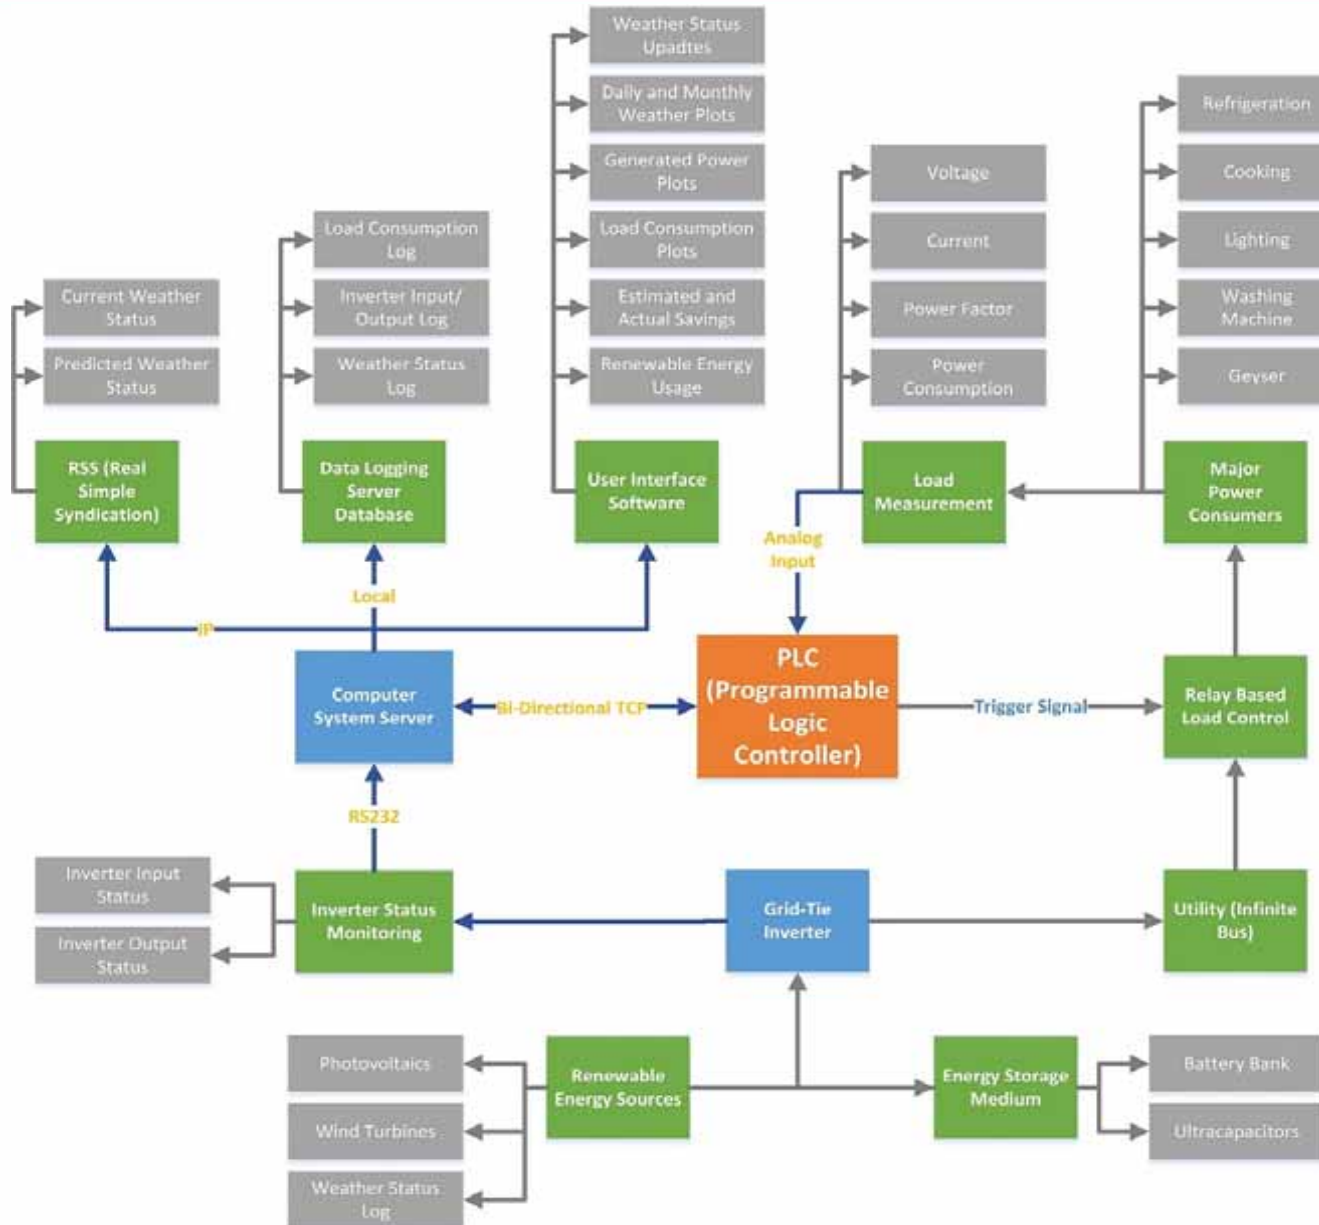 Weather Status
Upadtes
Daily and Monthly
Weather Plots
Generated Power
Plots
Load Consumption
Plots
Estimated and
Actual Savings
Renewable Energy
Usage
Load Consumption
Log
Inverter Input/
Output Log
Weather Status
Log
Current Weather
Status
Predicted Weather
Status
Voltage
Current
Power Factor
Power
Consumption
Refrigeration
Cooking
Lighting
Washing
Machine
Geyser
RSS (Real
Simple
Syndication)
Data Logging
Server
Database
User Interface
Software
Load
Measurement
Major
Power
Consumers
Analog
Input
Local
IP
Computer
System Server
Bi-Directional TCP
PLC
(Programmable
Logic
Controller)
Trigger Signal
Relay Based
Load Control
RS232
Inverter Input
Status
Inverter Output
Status
Inverter Status
Monitoring
Grid-Tie
Inverter
Utility (Infinite
Bus)
Photovoltaics
Wind Turbines
Weather Status
Log
Renewable
Energy Sources
Energy Storage
Medium
Battery Bank
Ultracapacitors